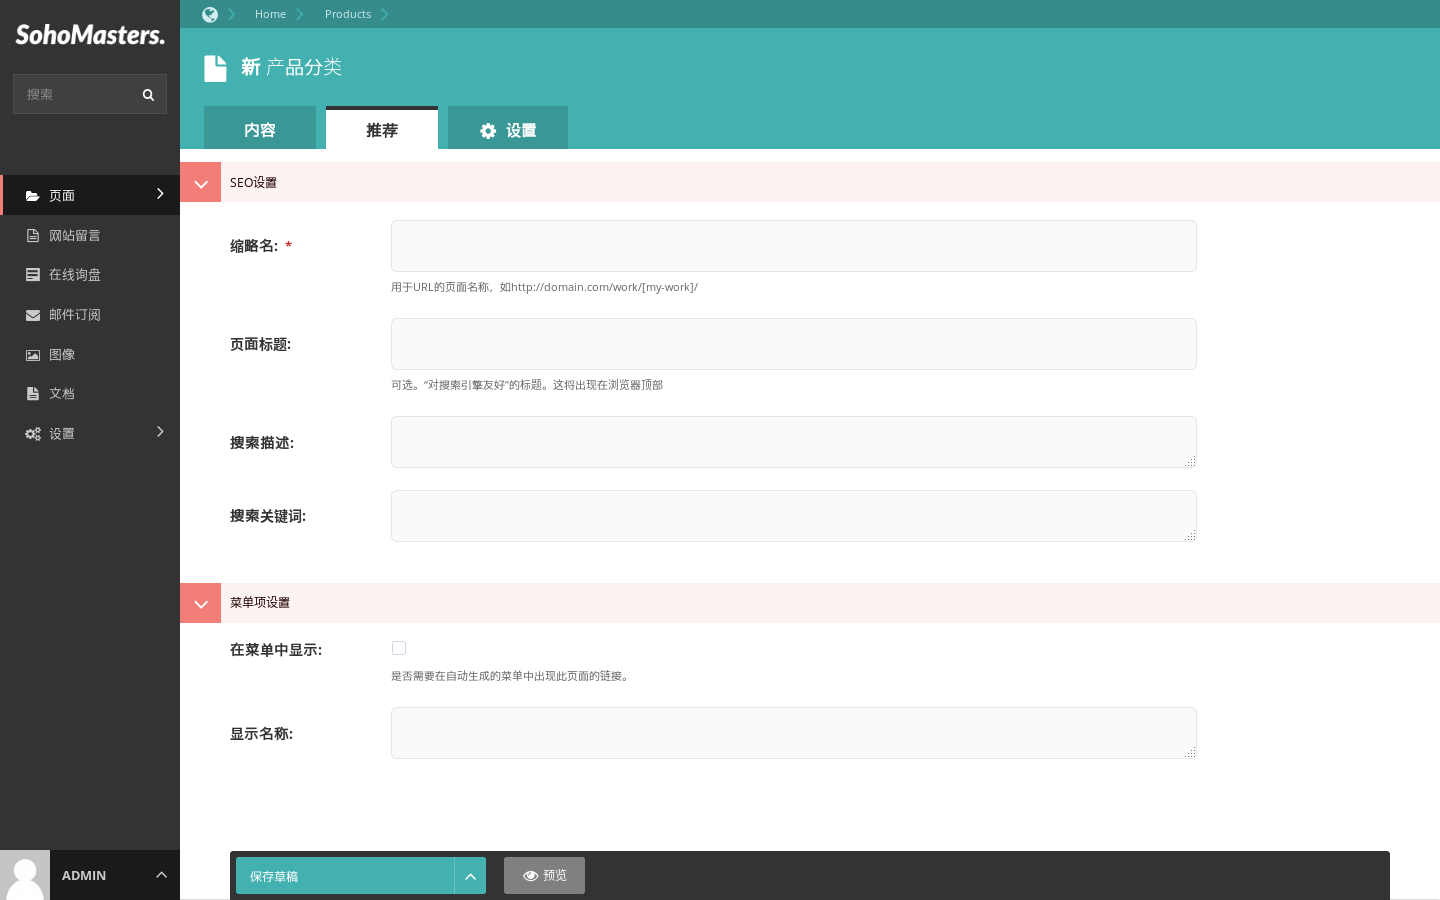 SohoMasters.
搜索
页面
网站留言
在线询盘
邮件订阅
图像
文档
设置
ADMIN
Home
Products
新 产品分类
内容
推荐
设置
SEO设置
缩略名: *
用于URL的页面名称，如http://domain.com/work/[my-work]/
页面标题:
可选。“对搜索引擎友好”的标题。这将出现在浏览器顶部
搜索描述:
搜索关键词:
菜单项设置
在菜单中显示:
是否需要在自动生成的菜单中出现此页面的链接。
显示名称:
保存草稿
预览